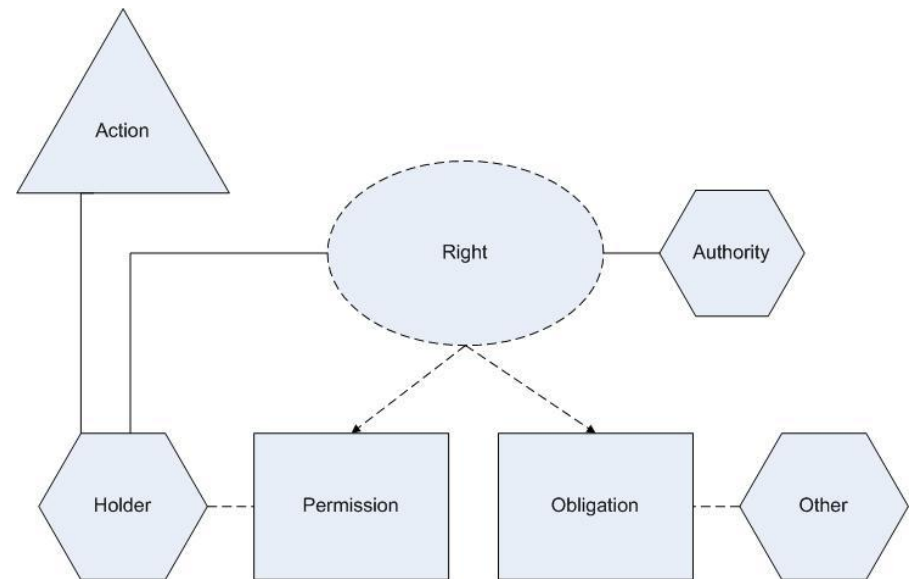 Action
Right
Authority
Holder
Permission
Obligation
Other